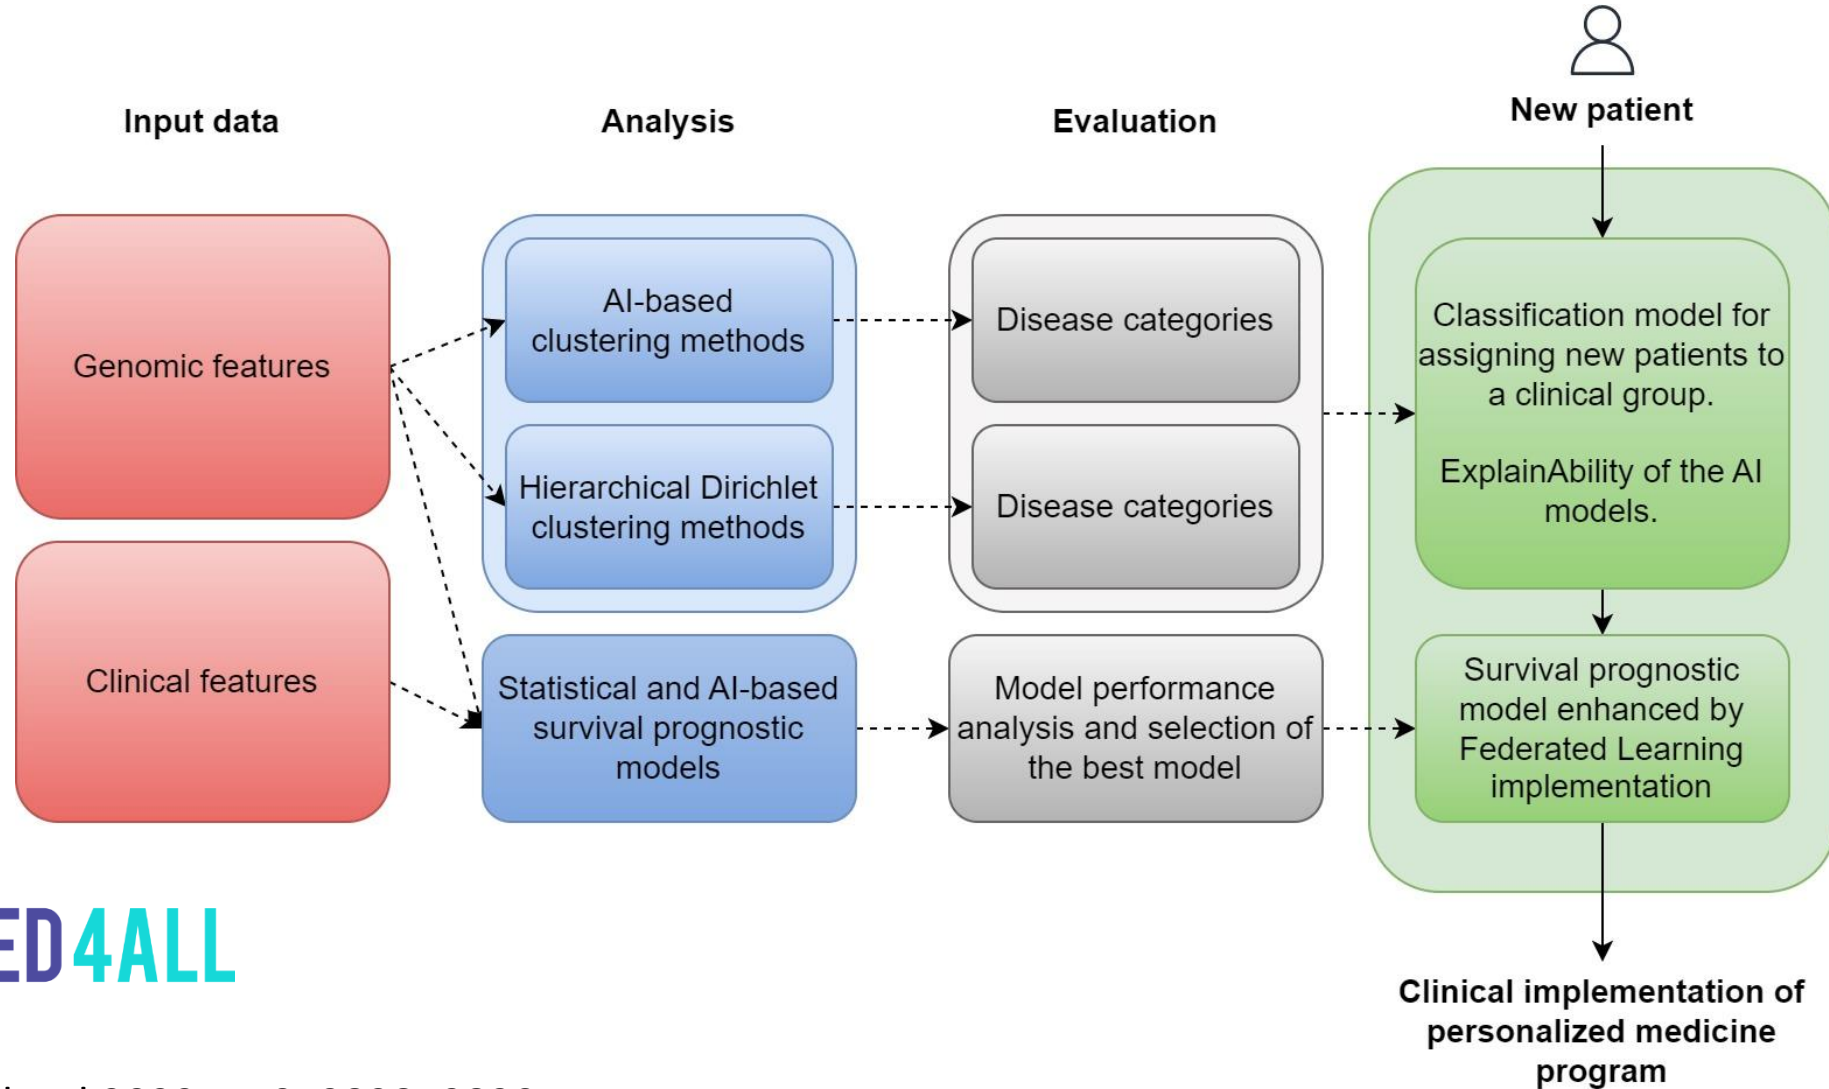 New patient
Input data
Analysis
Evaluation
Genomic features
Clinical features
AI-based
clustering methods
Hierarchical Dirichlet
clustering methods
Statistical and AI-based
survival prognostic
models
Disease categories
Disease categories
Model performance
analysis and selection of
the best model
Classification model for
assigning new patients to
a clinical group.
ExplainAbility of the AI
models.
Survival prognostic
model enhanced by
Federated Learning
implementation
ED4ALL
Clinical implementation of
personalized medicine
program